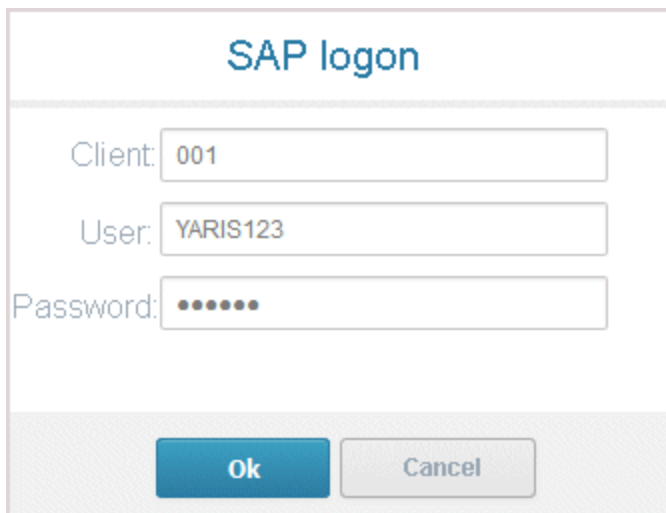 SAP logon
Client: 001
User: YARIS123
Password: ••••••
Ok Cancel